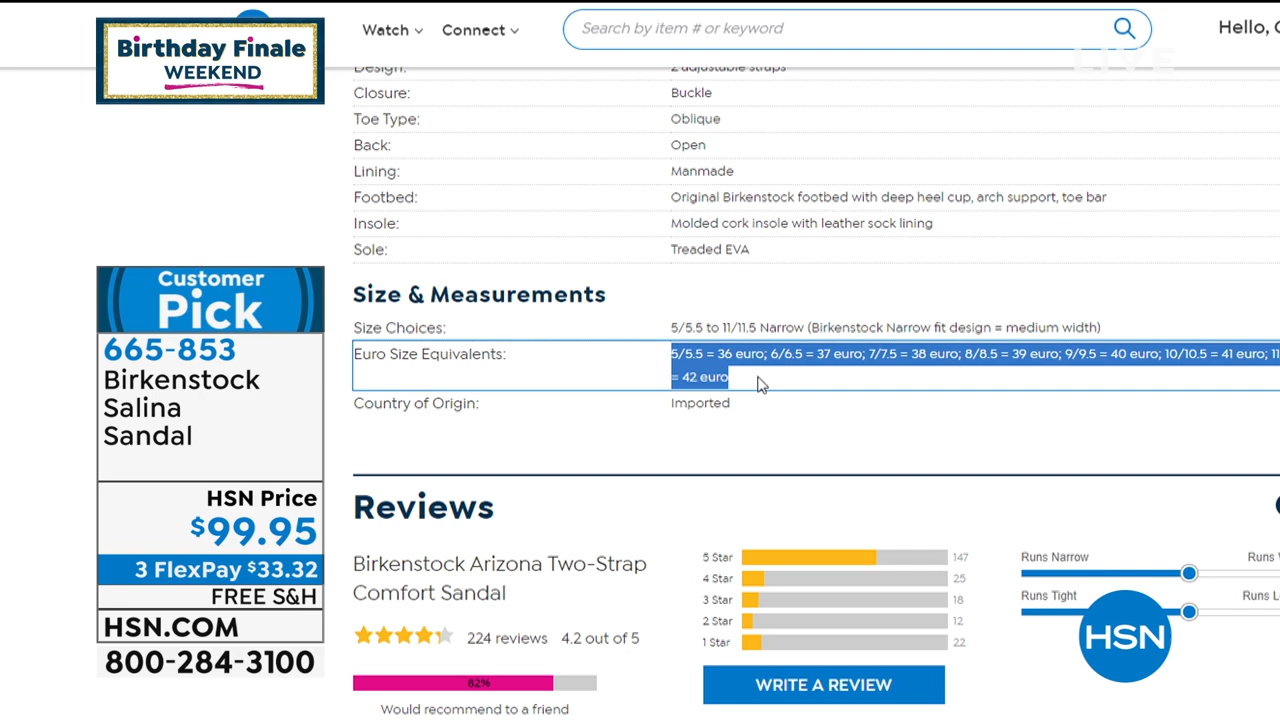 Birthday Finale
WEEKEND
Watch
Connect
Search by item # or keyword
Hello,
LIVE
Design: 2 adjustable straps
Closure: Buckle
Toe Type: Oblique
Back: Open
Lining: Manmade
Footbed: Original Birkenstock footbed with deep heel cup, arch support, toe bar
Insole: Molded cork insole with leather sock lining
Sole: Treaded EVA
Size & Measurements
Size Choices: 5/5.5 to 11/11.5 Narrow (Birkenstock Narrow fit design = medium width)
Euro Size Equivalents: 5/5.5 = 36 euro; 6/6.5 = 37 euro; 7/7.5 = 38 euro; 8/8.5 = 39 euro; 9/9.5 = 40 euro; 10/10.5 = 41 euro; 11
= 42 euro
Country of Origin: Imported
Customer
Pick
665-853
Birkenstock
Salina
Sandal
HSN Price
$99.95
3 FlexPay $33.32
FREE S&H
HSN.COM
800-284-3100
Reviews
Birkenstock Arizona Two-Strap
Comfort Sandal
224 reviews 4.2 out of 5
82%
Would recommend to a friend
5 Star 147
4 Star 25
3 Star 18
2 Star 12
1 Star 22
WRITE A REVIEW
Runs Narrow Runs
Runs Tight Runs
HSN